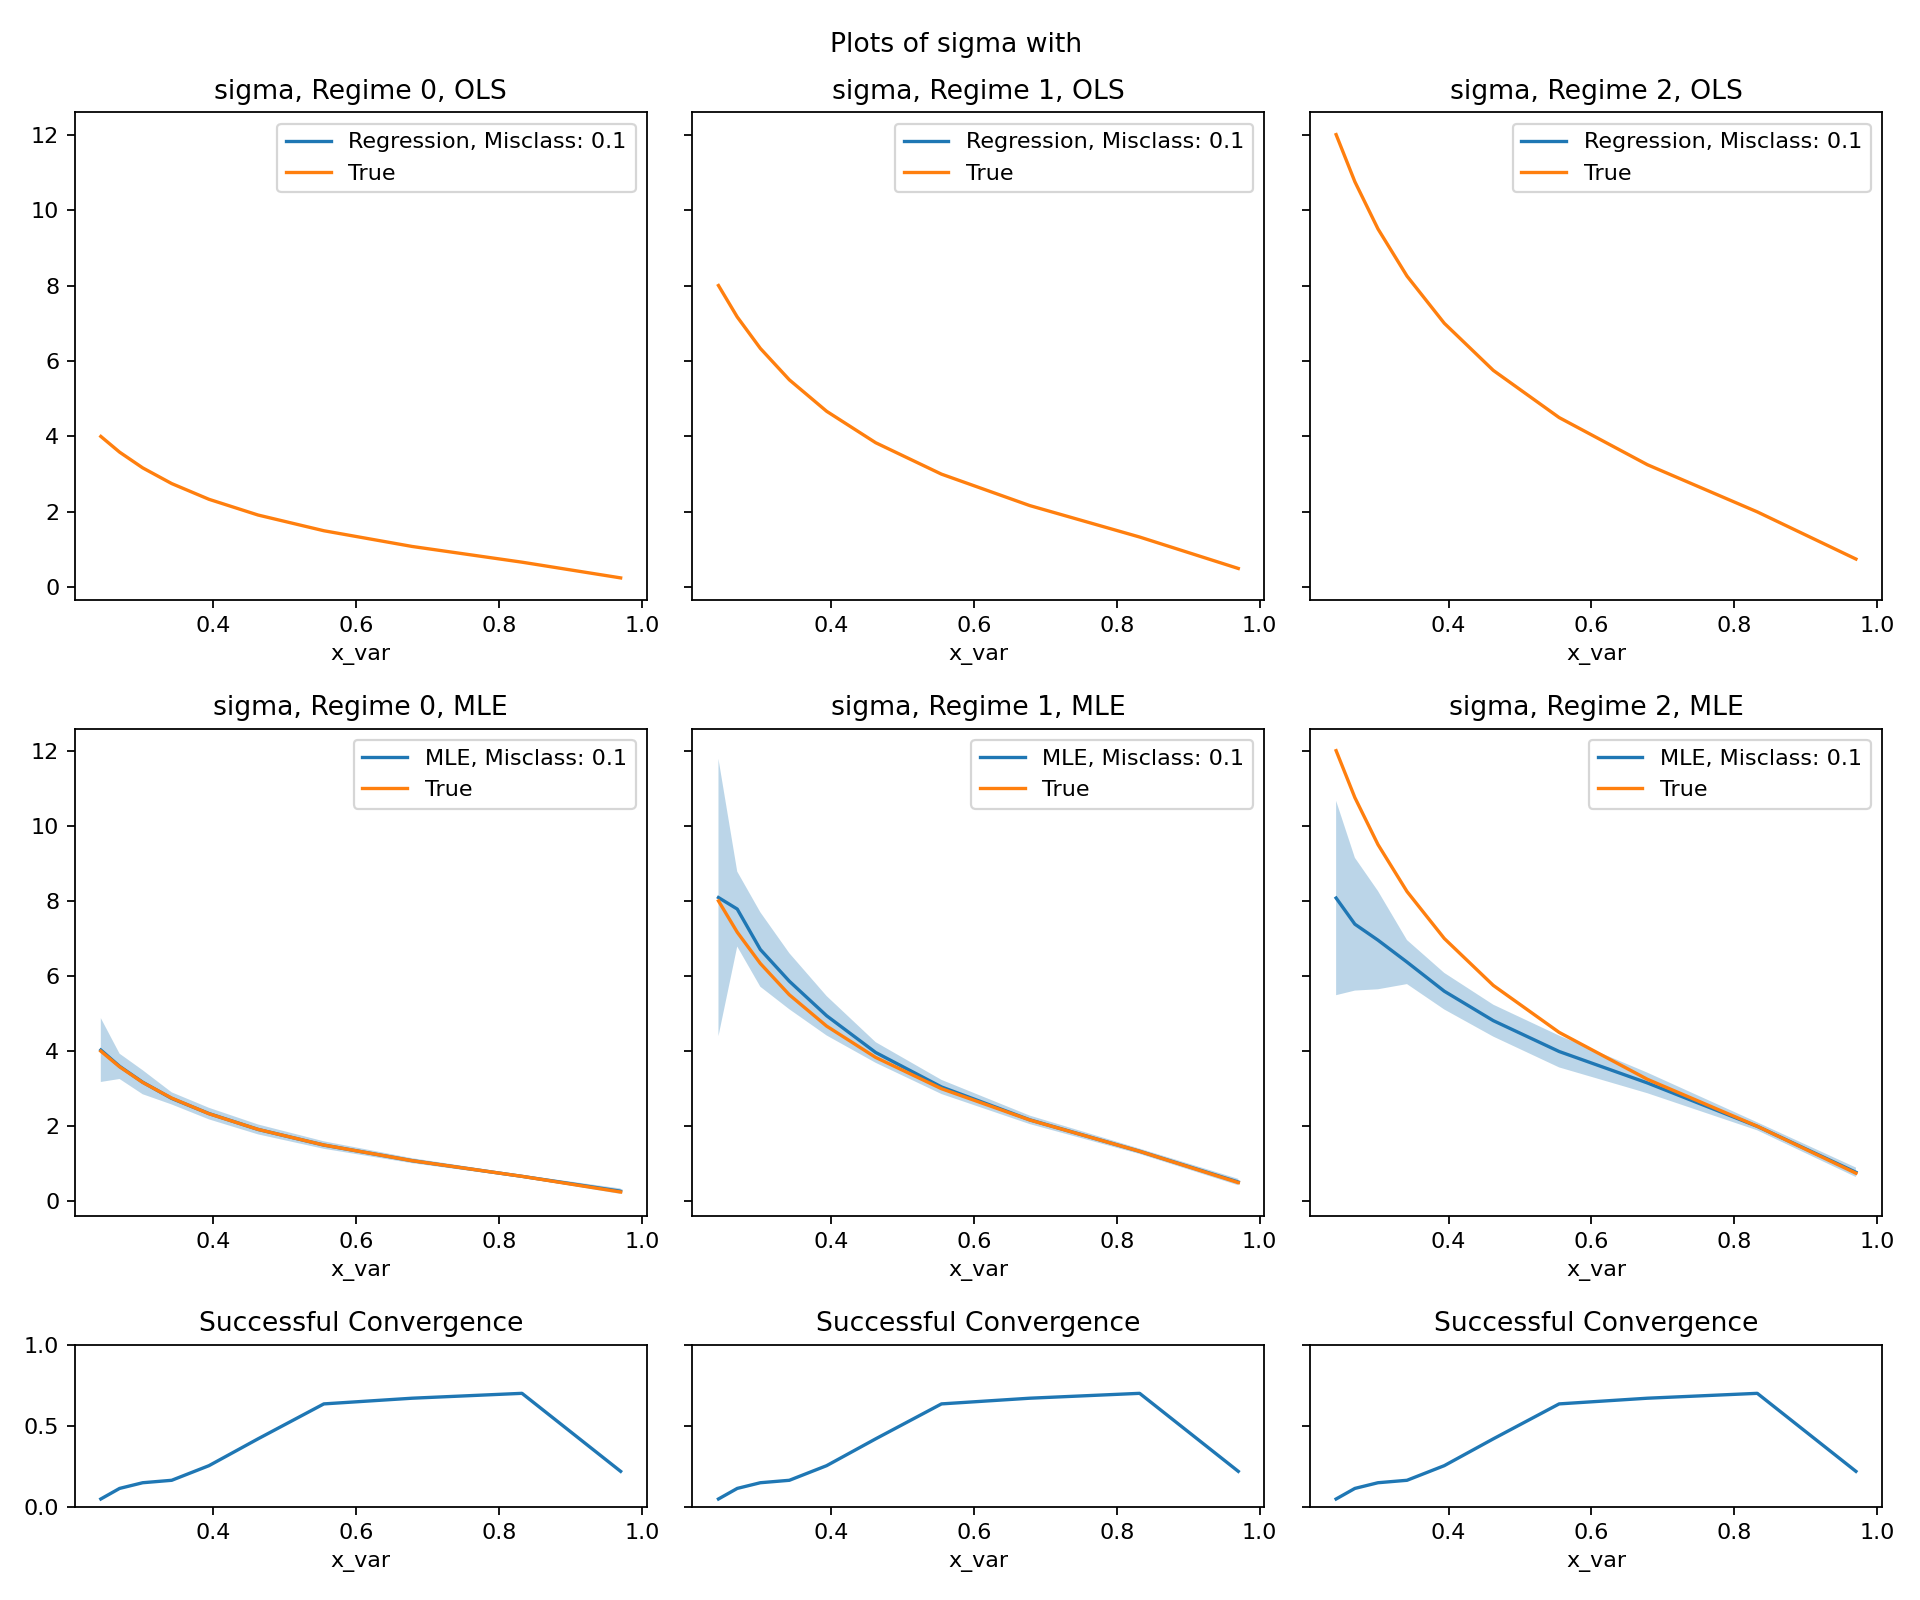 Plots of sigma with
sigma, Regime 0, OLS
Regression, Misclass: 0.1
True
12
10
8
6
4
2
0
0.4 0.6 0.8 1.0
x_var
sigma, Regime 1, OLS
Regression, Misclass: 0.1
True
0.4 0.6 0.8 1.0
x_var
sigma, Regime 2, OLS
Regression, Misclass: 0.1
True
0.4 0.6 0.8 1.0
x_var
sigma, Regime 0, MLE
MLE, Misclass: 0.1
True
12
10
8
6
4
2
0
0.4 0.6 0.8 1.0
x_var
sigma, Regime 1, MLE
MLE, Misclass: 0.1
True
0.4 0.6 0.8 1.0
x_var
sigma, Regime 2, MLE
MLE, Misclass: 0.1
True
0.4 0.6 0.8 1.0
x_var
Successful Convergence
1.0
0.5
0.0
0.4 0.6 0.8 1.0
x_var
Successful Convergence
0.4 0.6 0.8 1.0
x_var
Successful Convergence
0.4 0.6 0.8 1.0
x_var